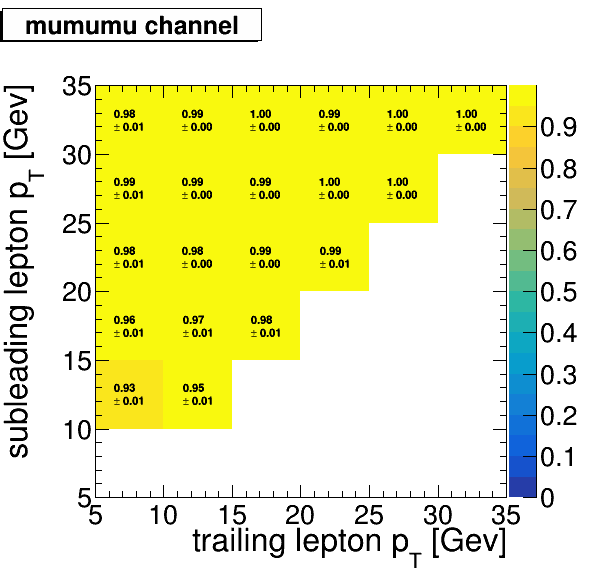 mumumu channel
subleading lepton p_T [Gev]
35
30
25
20
15
10
5
0.98 0.99 1.00 0.99 1.00 1.00
± 0.01 ± 0.00 ± 0.00 ± 0.00 ± 0.00 ± 0.00
0.99 0.99 0.99 1.00 1.00
± 0.01 ± 0.00 ± 0.00 ± 0.00 ± 0.00
0.98 0.98 0.99 0.99
± 0.01 ± 0.00 ± 0.00 ± 0.01
0.96 0.97 0.98
± 0.01 ± 0.01 ± 0.01
0.93 0.95
± 0.01 ± 0.01
5 10 15 20 25 30 35
trailing lepton p_T [Gev]
0.9
0.8
0.7
0.6
0.5
0.4
0.3
0.2
0.1
0